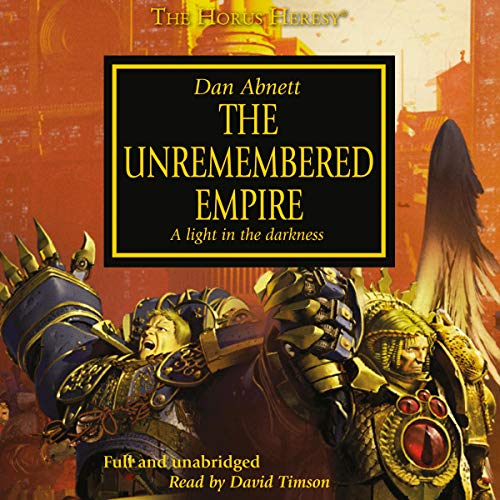 THE HORUS HERESY®
Dan Abnett
THE
UNREMEMBERED
EMPIRE
A light in the darkness
Full and unabridged
Read by David Timson